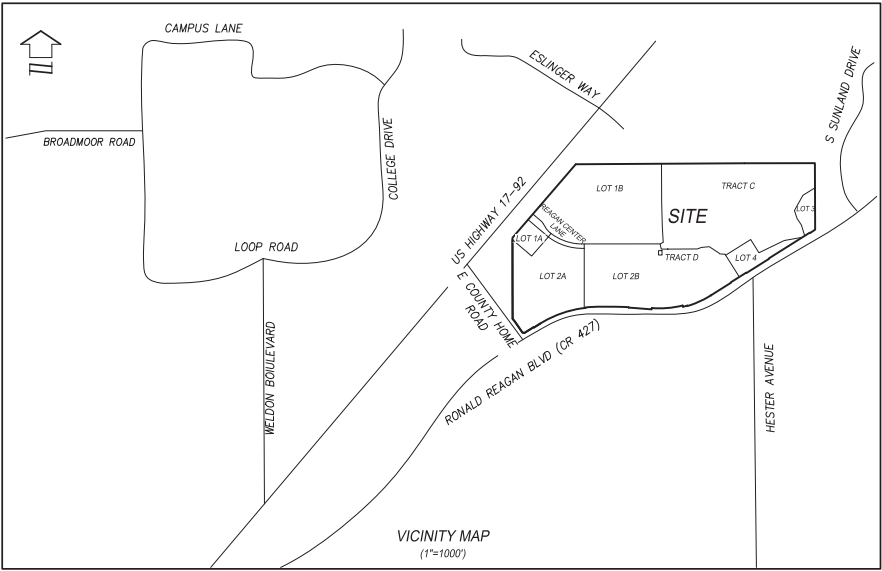 CAMPUS LANE
ESLINGER WAY
S SUNLAND DRIVE
BROADMOOR ROAD
COLLEGE DRIVE
US HIGHWAY 17-92
LOT 1B
TRACT C
LOT 3
SITE
REAGAN CENTER
LANE
LOT 1A
LOOP ROAD
TRACT D
LOT 4
LOT 2A
LOT 2B
E COUNTY HOME
ROAD
RONALD REAGAN BLVD (CR 427)
WELDON BOIULEVARD
HESTER AVENUE
VICINITY MAP
(1"=1000')